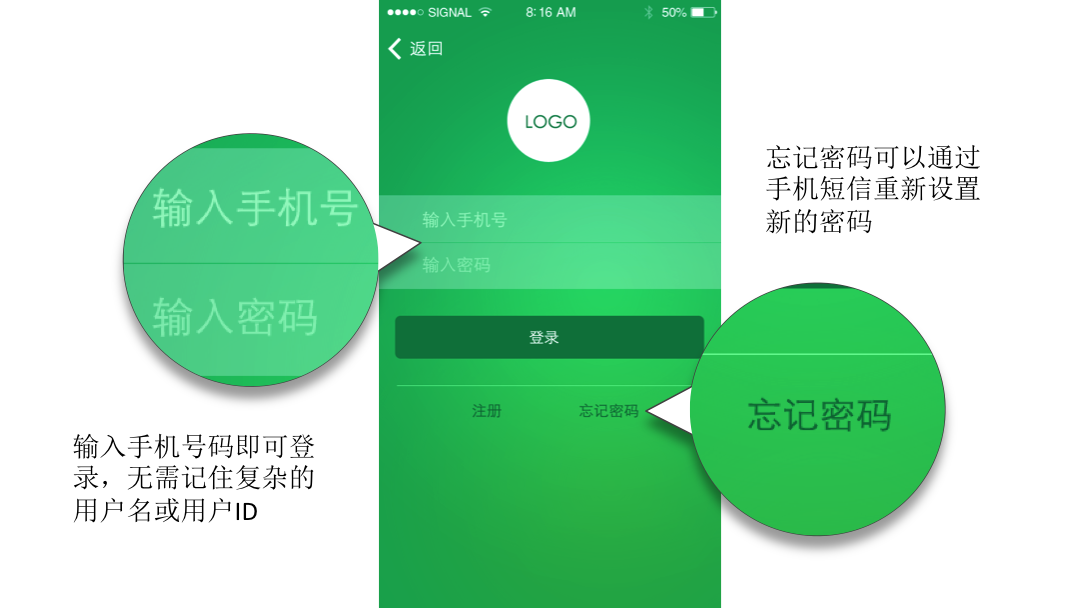 SIGNAL 8:16 AM 50%
返回
LOGO
输入手机号
输入密码
登录
注册 忘记密码
输入手机号
输入密码
输入手机号码即可登
录，无需记住复杂的
用户名或用户ID
忘记密码可以通过
手机短信重新设置
新的密码
忘记密码